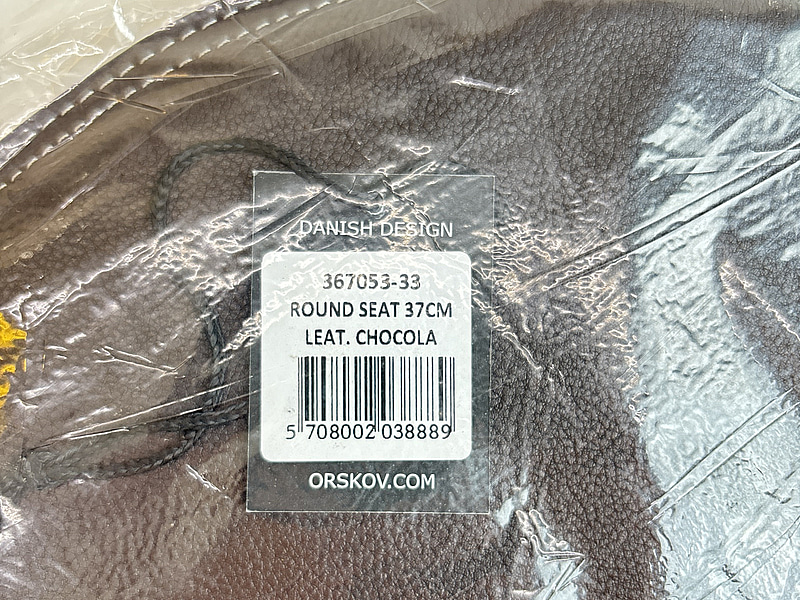 DANISH DESIGN
367053-33
ROUND SEAT 37CM
LEAT. CHOCOLA
5 708002 038889
ORSKOV.COM